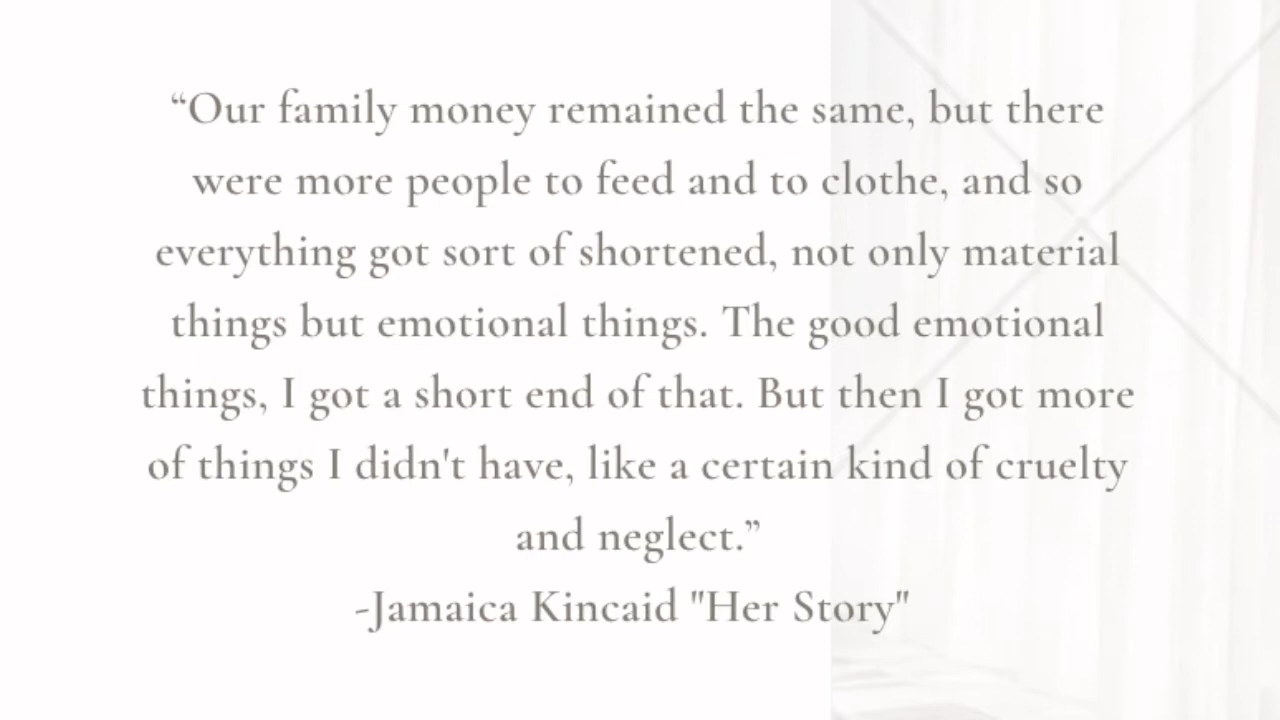 “Our family money remained the same, but there
were more people to feed and to clothe, and so
everything got sort of shortened, not only material
things but emotional things. The good emotional
things, I got a short end of that. But then I got more
of things I didn't have, like a certain kind of cruelty
and neglect.”
-Jamaica Kincaid "Her Story"